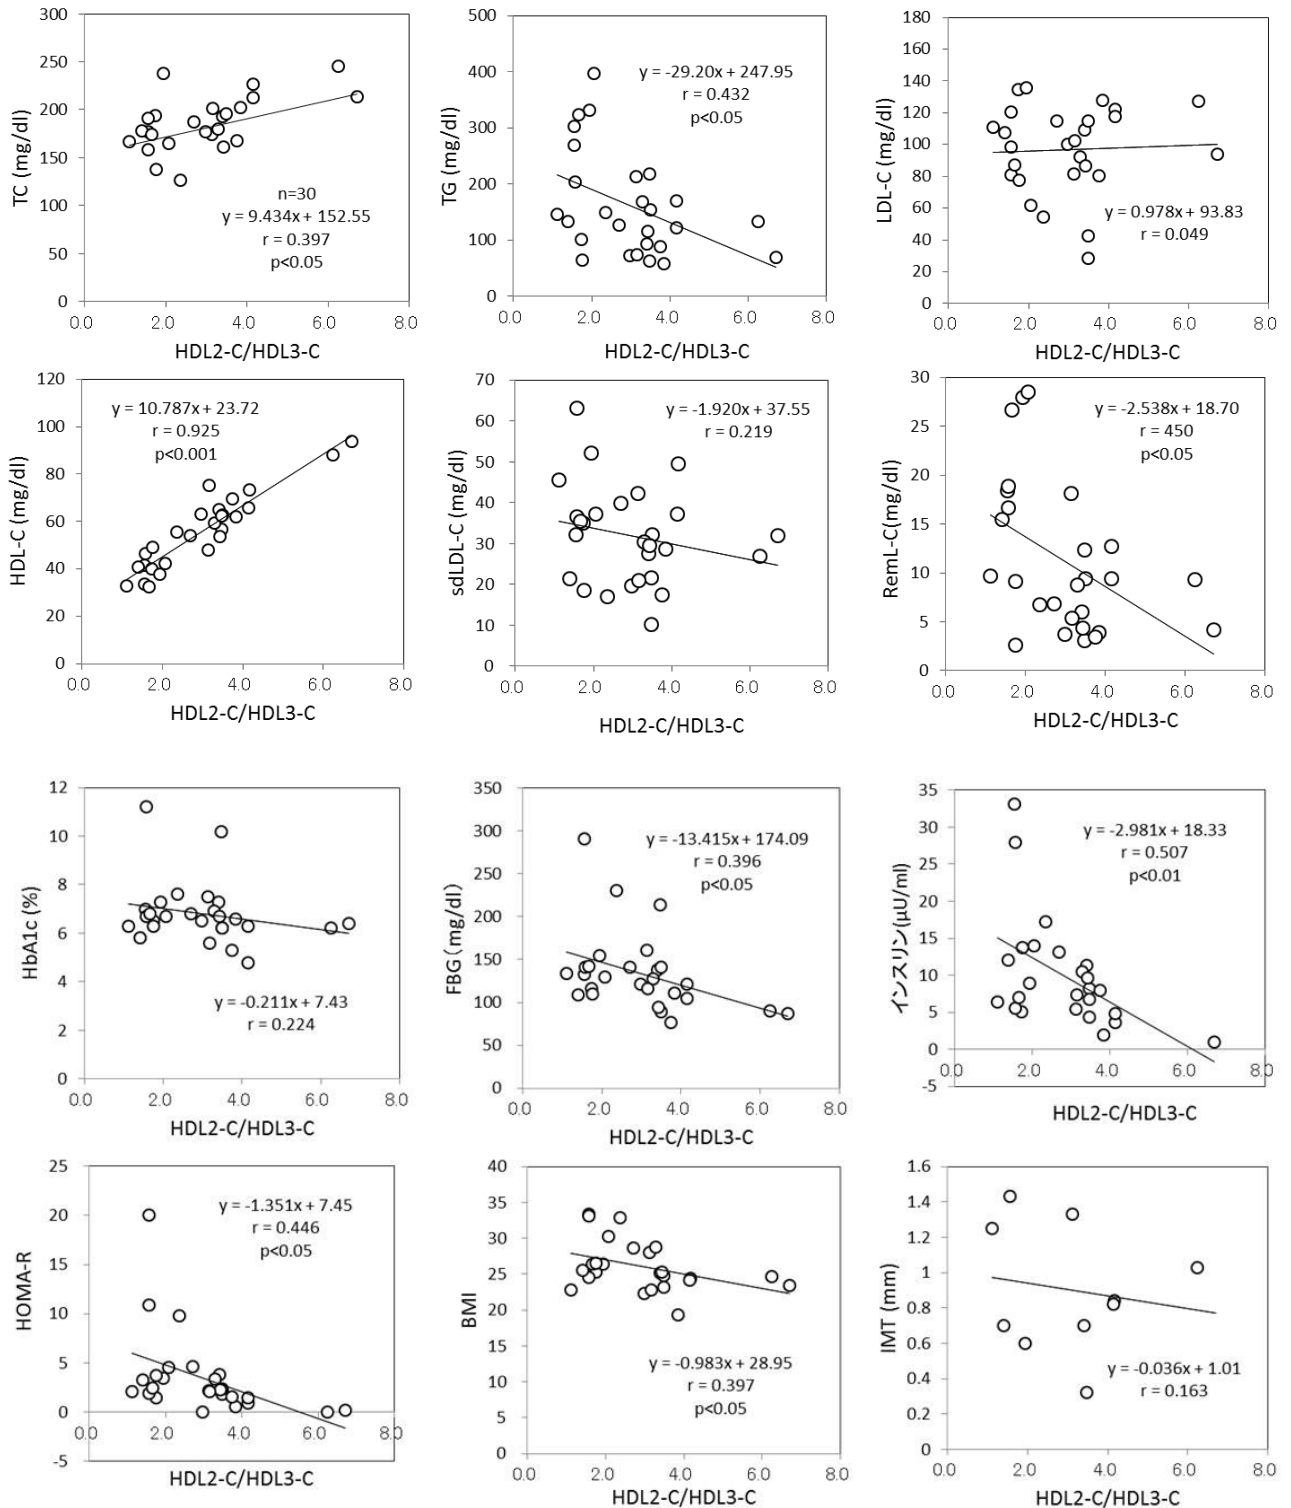 300
250
200
150
100
50
0
TC (mg/dl)
n=30
y = 9.434x + 152.55
r = 0.397
p<0.05
0.0 2.0 4.0 6.0 8.0
HDL2-C/HDL3-C
500
400
300
200
100
0
TG (mg/dl)
y = -29.20x + 247.95
r = 0.432
p<0.05
0.0 2.0 4.0 6.0 8.0
HDL2-C/HDL3-C
180
160
140
120
100
80
60
40
20
0
LDL-C (mg/dl)
y = 0.978x + 93.83
r = 0.049
0.0 2.0 4.0 6.0 8.0
HDL2-C/HDL3-C
120
100
80
60
40
20
0
HDL-C (mg/dl)
y = 10.787x + 23.72
r = 0.925
p<0.001
0.0 2.0 4.0 6.0 8.0
HDL2-C/HDL3-C
70
60
50
40
30
20
10
0
sdLDL-C (mg/dl)
y = -1.920x + 37.55
r = 0.219
0.0 2.0 4.0 6.0 8.0
HDL2-C/HDL3-C
30
25
20
15
10
5
0
RemL-C(mg/dl)
y = -2.538x + 18.70
r = 450
p<0.05
0.0 2.0 4.0 6.0 8.0
HDL2-C/HDL3-C
12
10
8
6
4
2
0
HbA1c (%)
y = -0.211x + 7.43
r = 0.224
0.0 2.0 4.0 6.0 8.0
HDL2-C/HDL3-C
350
300
250
200
150
100
50
0
FBG（mg/dl）
y = -13.415x + 174.09
r = 0.396
p<0.05
0.0 2.0 4.0 6.0 8.0
HDL2-C/HDL3-C
35
30
25
20
15
10
5
0
-5
インスリン(μU/ml)
y = -2.981x + 18.33
r = 0.507
p<0.01
0.0 2.0 4.0 6.0 8.0
HDL2-C/HDL3-C
25
20
15
10
5
0
-5
HOMA-R
y = -1.351x + 7.45
r = 0.446
p<0.05
0.0 2.0 4.0 6.0 8.0
HDL2-C/HDL3-C
40
35
30
25
20
15
10
5
0
BMI
y = -0.983x + 28.95
r = 0.397
p<0.05
0.0 2.0 4.0 6.0 8.0
HDL2-C/HDL3-C
1.6
1.4
1.2
1
0.8
0.6
0.4
0.2
0
IMT (mm)
y = -0.036x + 1.01
r = 0.163
0.0 2.0 4.0 6.0 8.0
HDL2-C/HDL3-C